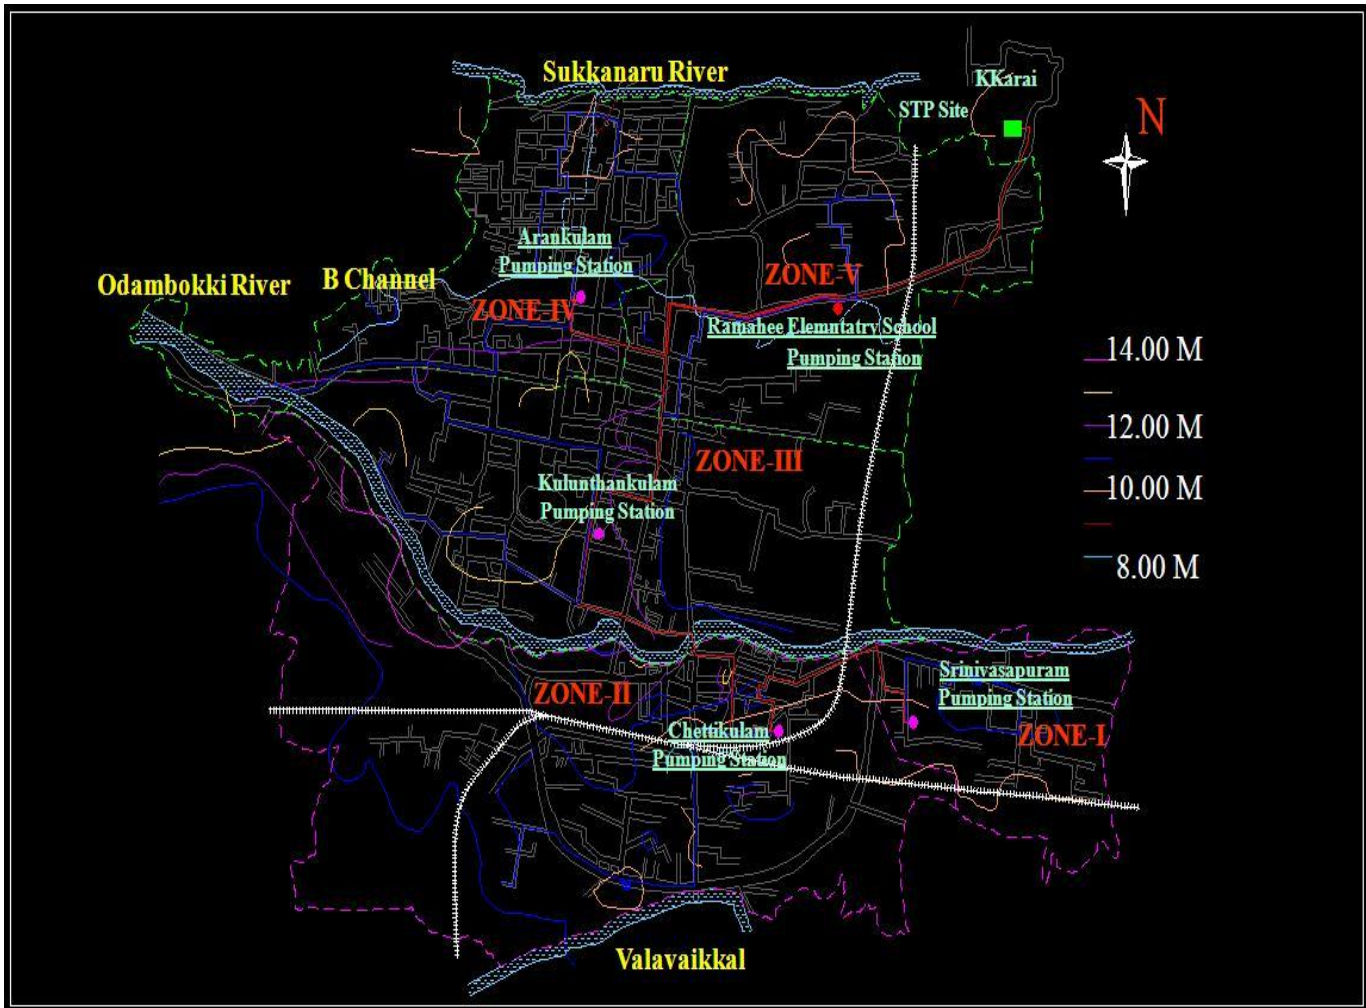 Sukkanaru River
KKarai
STP Site
N
Arankulam
Pumping Station
Odambokki River
B Channel
ZONE-IV
ZONE-V
Ramahee Elemntatry School
Pumping Station
14.00 M
12.00 M
10.00 M
8.00 M
ZONE-III
Kulunthankulam
Pumping Station
ZONE-II
Srinivasapuram
Pumping Station
ZONE-I
Chettikulam
Pumping Station
Valavaikkal